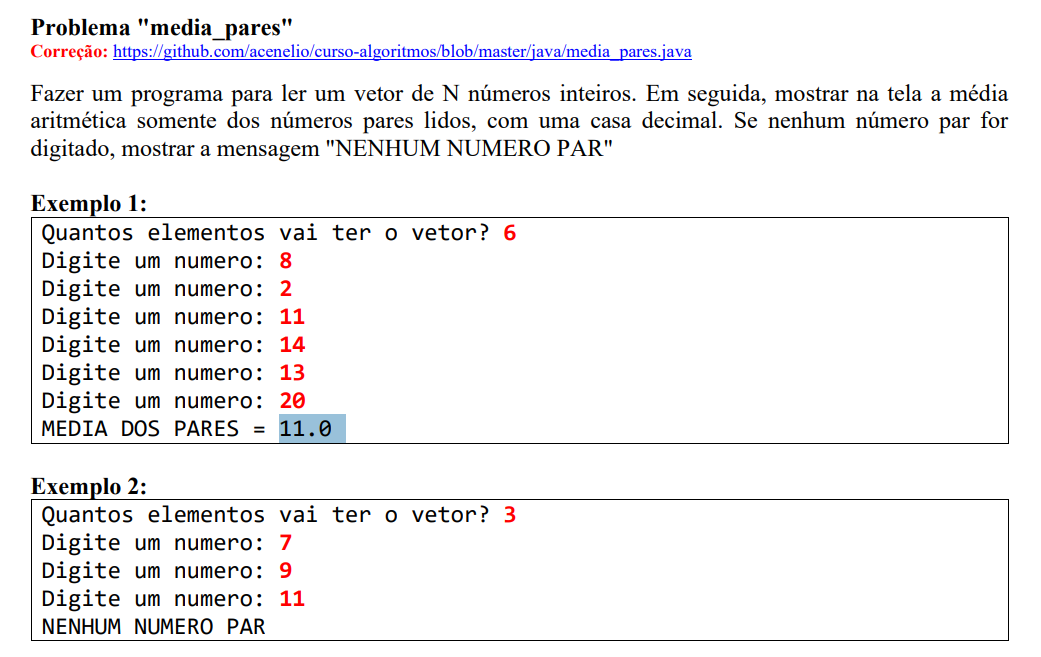 Problema "media_pares"
Correção: https://github.com/acenelio/curso-algoritmos/blob/master/java/media_pares.java
Fazer um programa para ler um vetor de N números inteiros. Em seguida, mostrar na tela a média
aritmética somente dos números pares lidos, com uma casa decimal. Se nenhum número par for
digitado, mostrar a mensagem "NENHUM NUMERO PAR"
Exemplo 1:
Quantos elementos vai ter o vetor? 6
Digite um numero: 8
Digite um numero: 2
Digite um numero: 11
Digite um numero: 14
Digite um numero: 13
Digite um numero: 20
MEDIA DOS PARES = 11.0
Exemplo 2:
Quantos elementos vai ter o vetor? 3
Digite um numero: 7
Digite um numero: 9
Digite um numero: 11
NENHUM NUMERO PAR